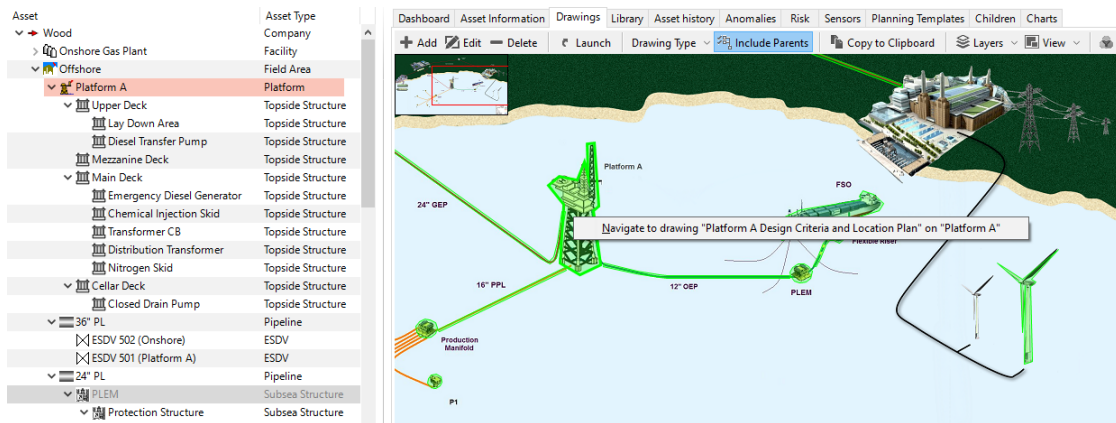 Asset Asset Type
Wood Company
Onshore Gas Plant Facility
Offshore Field Area
Platform A Platform
Upper Deck Topside Structure
Lay Down Area Topside Structure
Diesel Transfer Pump Topside Structure
Mezzanine Deck Topside Structure
Main Deck Topside Structure
Emergency Diesel Generator Topside Structure
Chemical Injection Skid Topside Structure
Transformer CB Topside Structure
Distribution Transformer Topside Structure
Nitrogen Skid Topside Structure
Cellar Deck Topside Structure
Closed Drain Pump Topside Structure
36" PL Pipeline
ESDV 502 (Onshore) ESDV
ESDV 501 (Platform A) ESDV
24" PL Pipeline
PLEM Subsea Structure
Protection Structure Subsea Structure
Dashboard Asset Information Drawings Library Asset history Anomalies Risk Sensors Planning Templates Children Charts
Add Edit Delete Launch Drawing Type Include Parents Copy to Clipboard Layers View
Platform A
24" GEP
FSO
Navigate to drawing "Platform A Design Criteria and Location Plan" on "Platform A"
Flexible Riser
16" PPL
12" OEP
PLEM
Production
Manifold
P1